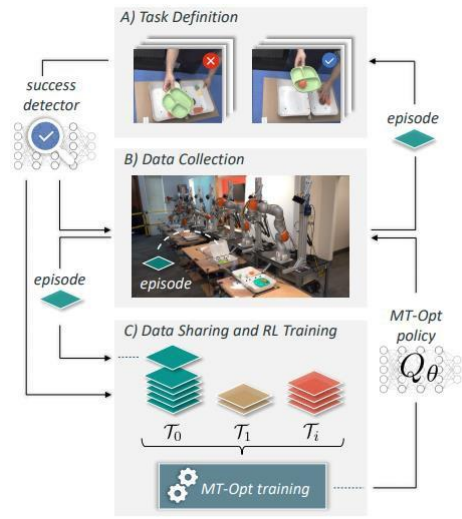 A) Task Definition
success
detector
episode
B) Data Collection
episode
episode
C) Data Sharing and RL Training
MT-Opt
policy
Qθ
𝒯0
𝒯1
𝒯i
MT-Opt training